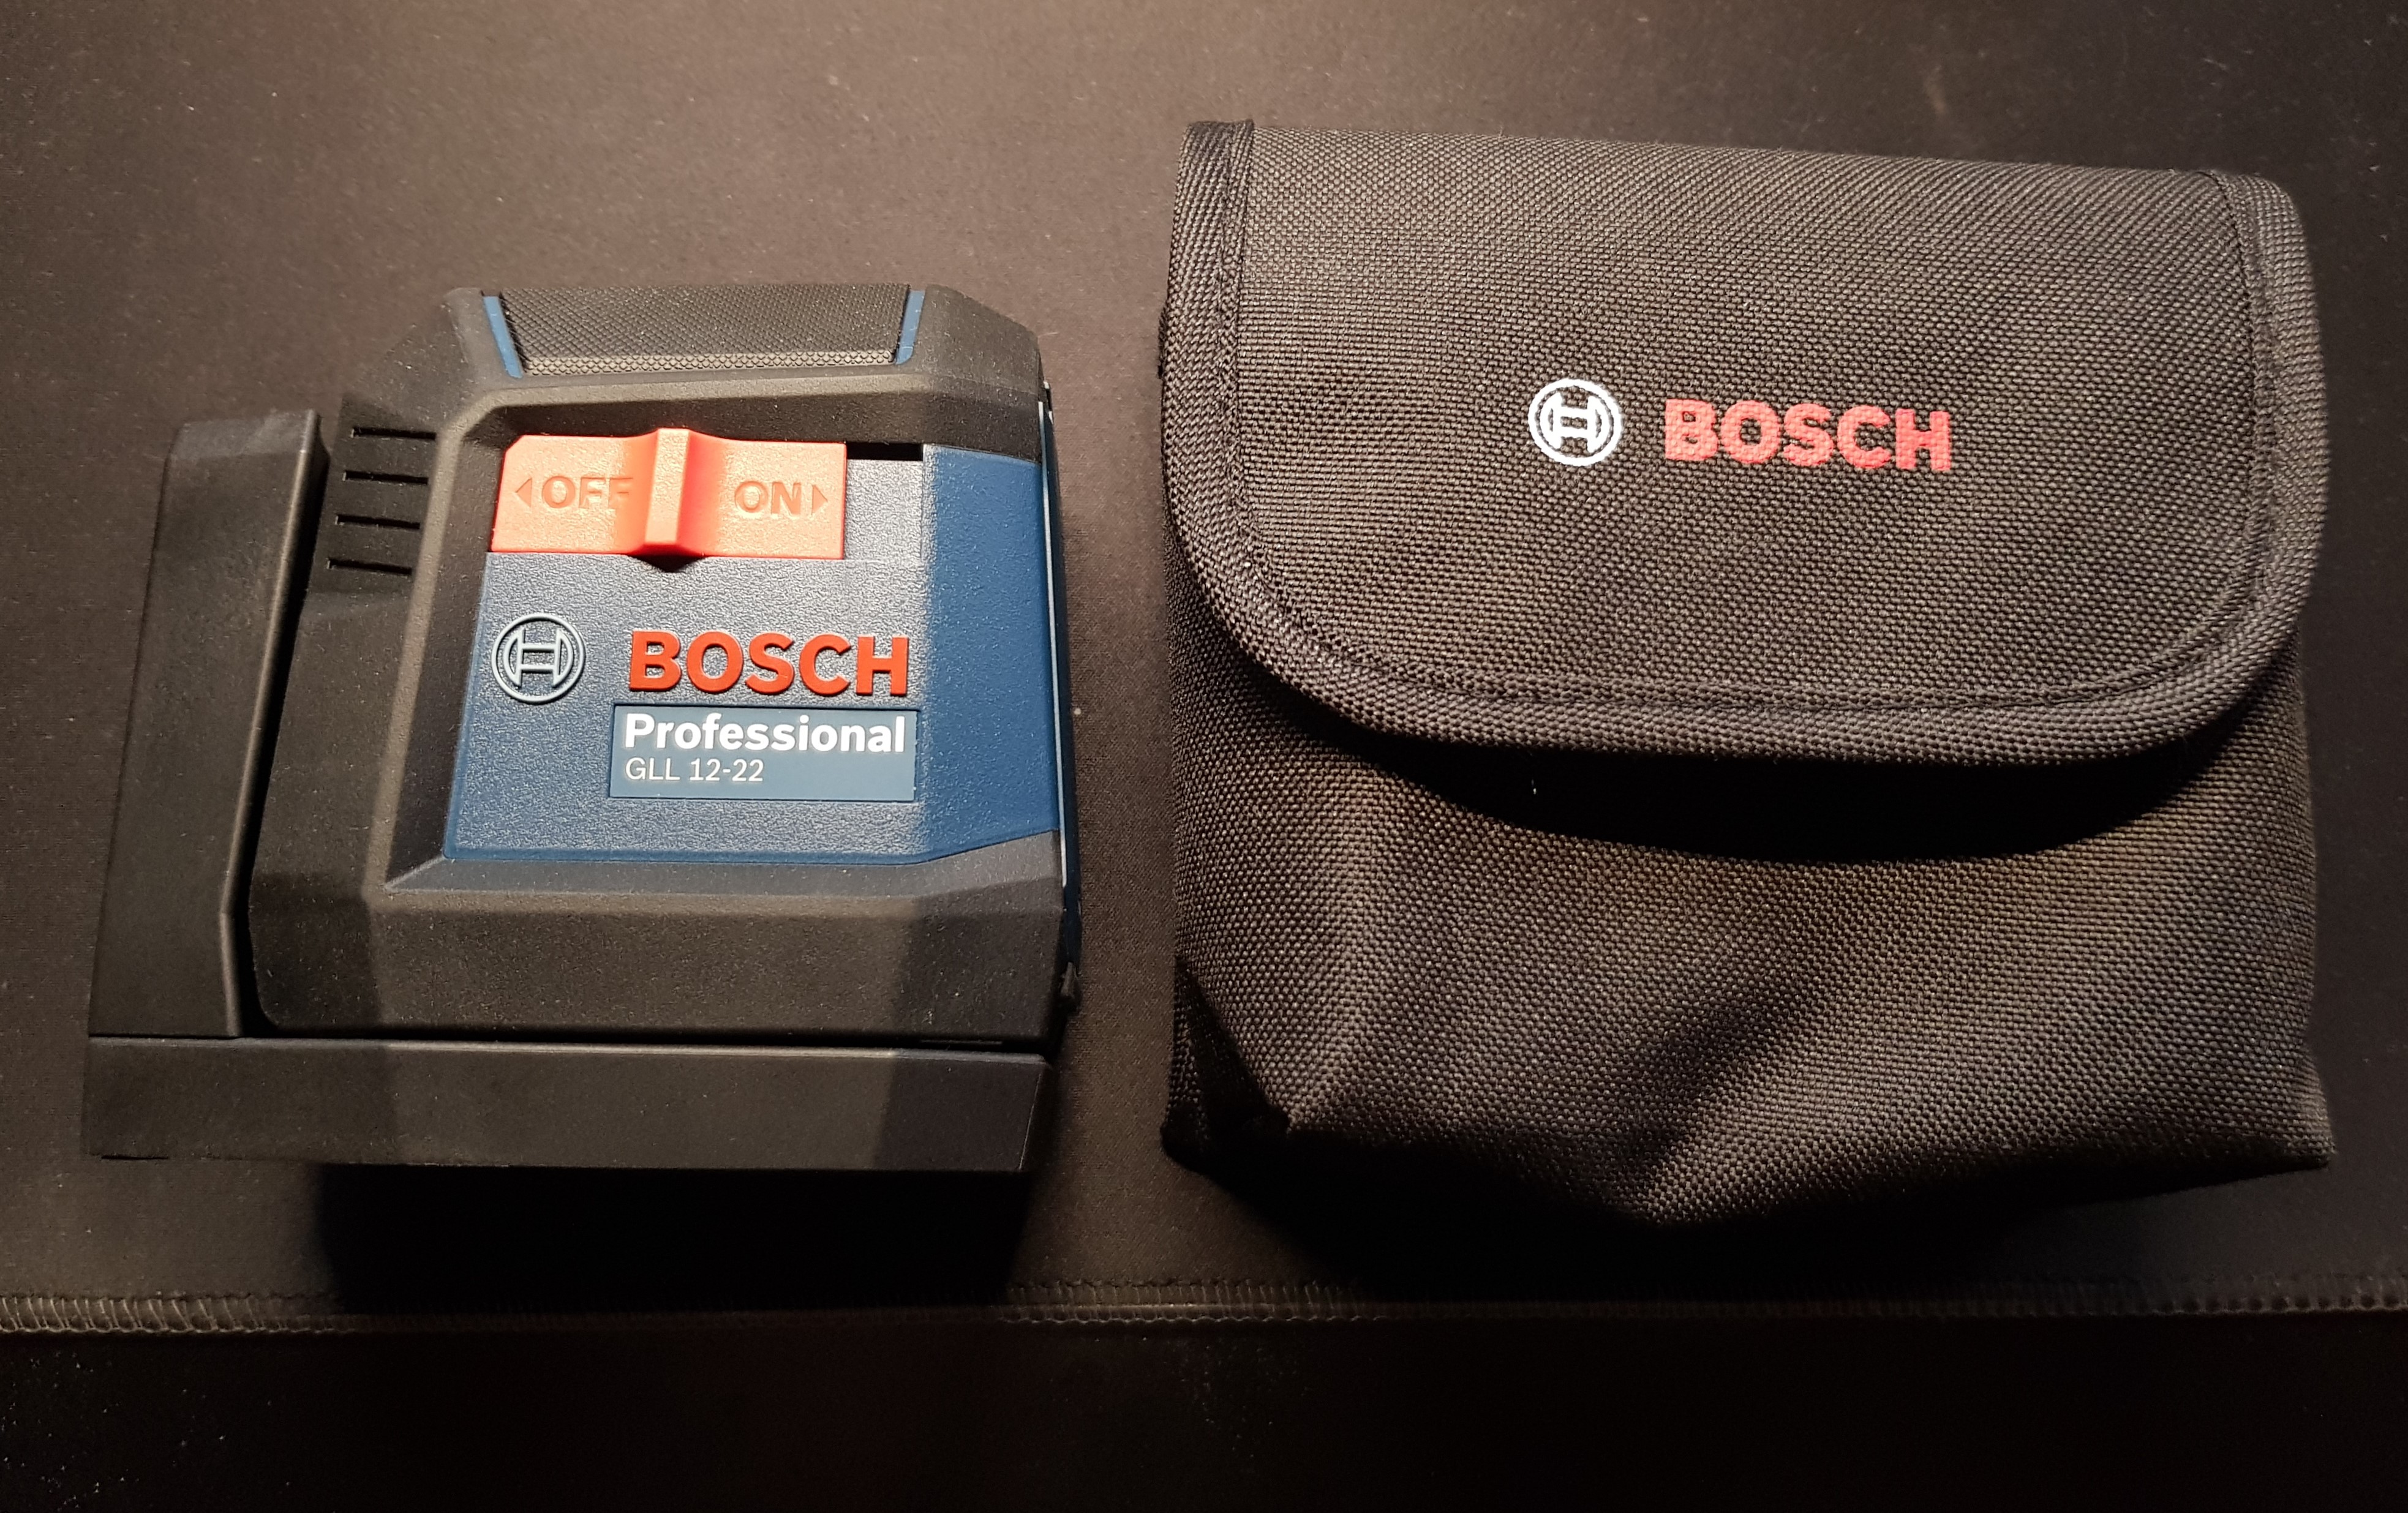 OFF ON
BOSCH
Professional
GLL 12-22
BOSCH